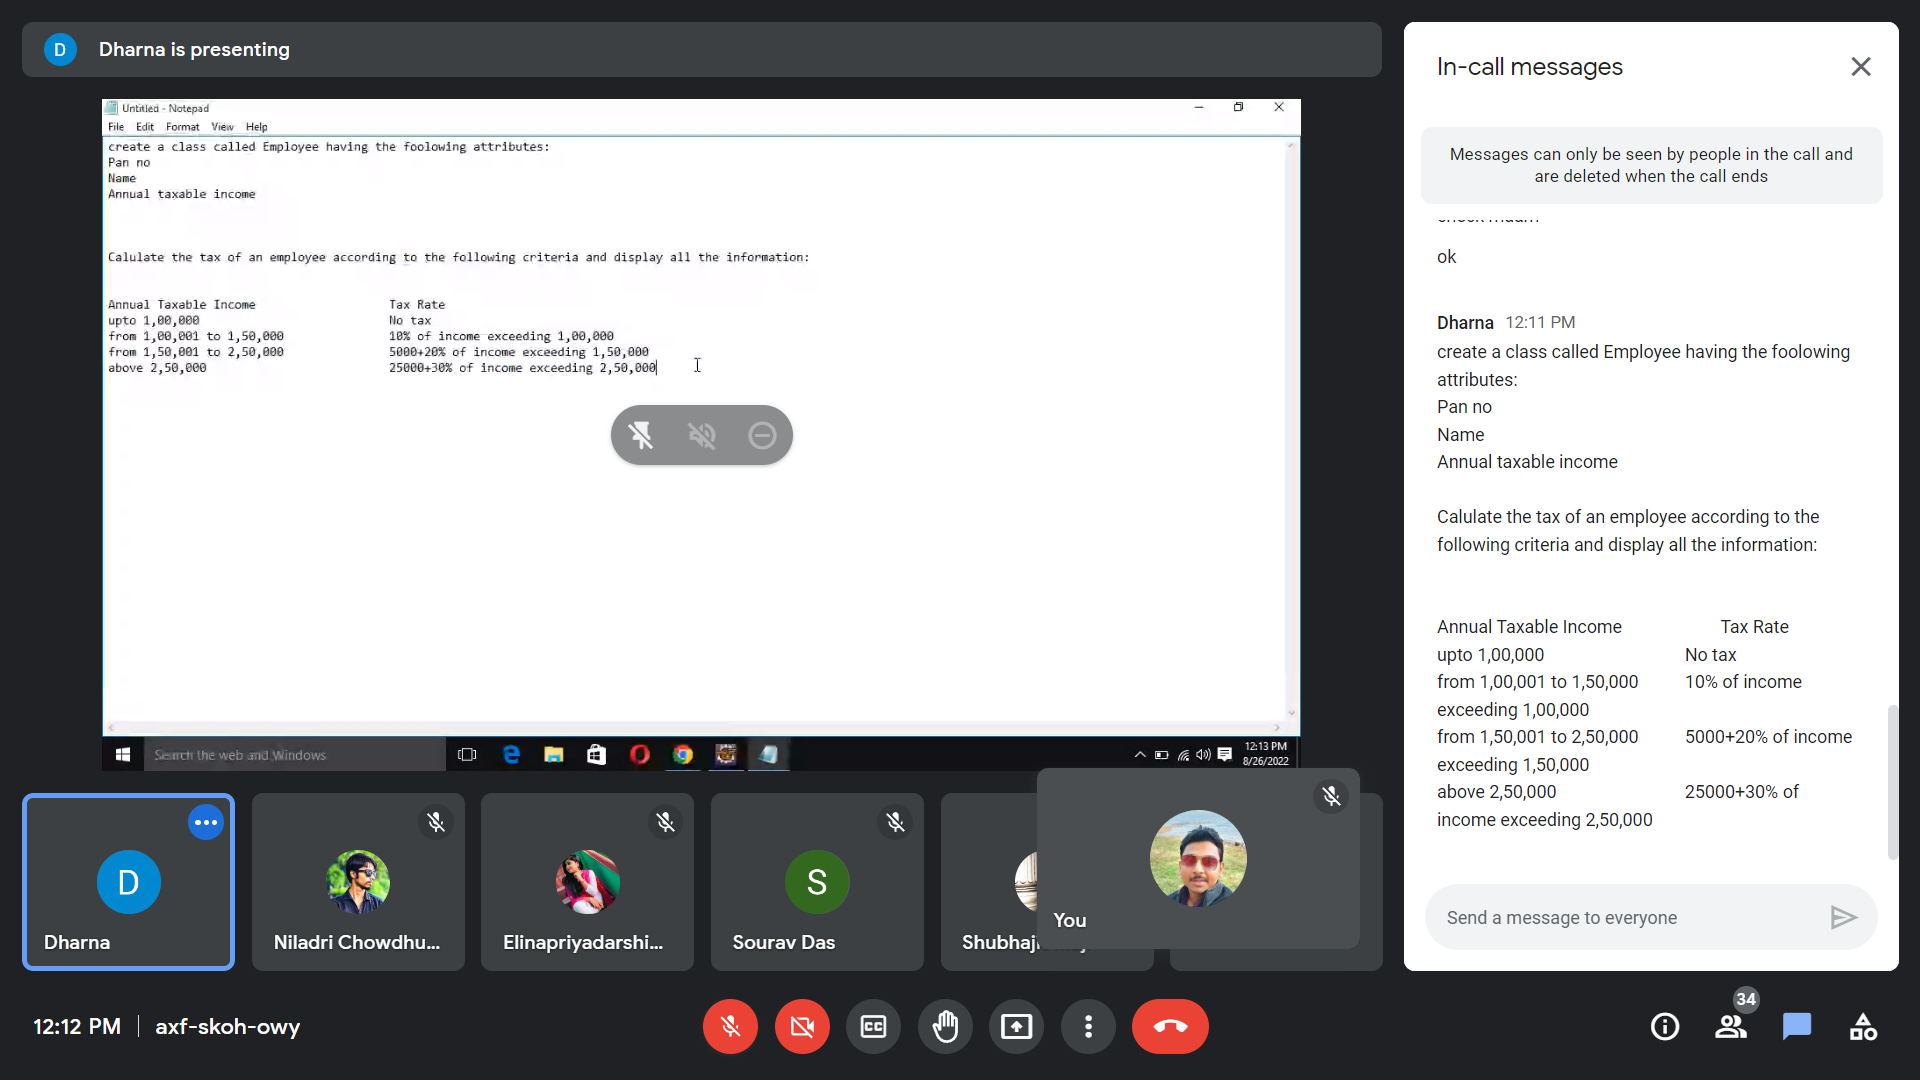 D Dharna is presenting
Untitled - Notepad
File Edit Format View Help
create a class called Employee having the foolowing attributes:
Pan no
Name
Annual taxable income
Calulate the tax of an employee according to the following criteria and display all the information:
Annual Taxable Income Tax Rate
upto 1,00,000 No tax
from 1,00,001 to 1,50,000 10% of income exceeding 1,00,000
from 1,50,001 to 2,50,000 5000+20% of income exceeding 1,50,000
above 2,50,000 25000+30% of income exceeding 2,50,000
Search the web and Windows
12:13 PM
8/26/2022
D
Dharna
Niladri Chowdhu...
Elinapriyadarshi...
S
Sourav Das
You
12:12 PM axf-skoh-owy
In-call messages
Messages can only be seen by people in the call and
are deleted when the call ends
ok
Dharna 12:11 PM
create a class called Employee having the foolowing
attributes:
Pan no
Name
Annual taxable income
Calulate the tax of an employee according to the
following criteria and display all the information:
Annual Taxable Income Tax Rate
upto 1,00,000 No tax
from 1,00,001 to 1,50,000 10% of income
exceeding 1,00,000
from 1,50,001 to 2,50,000 5000+20% of income
exceeding 1,50,000
above 2,50,000 25000+30% of
income exceeding 2,50,000
Send a message to everyone
34